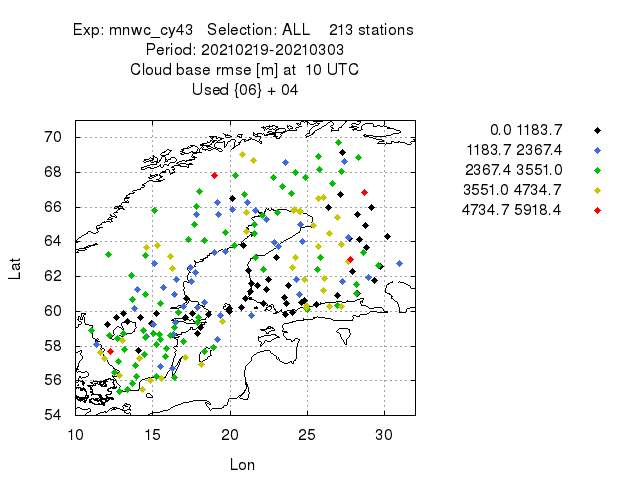 Exp: mnwc_cy43 Selection: ALL 213 stations
Period: 20210219-20210303
Cloud base rmse [m] at 10 UTC
Used {06} + 04
0.0 1183.7
1183.7 2367.4
2367.4 3551.0
3551.0 4734.7
4734.7 5918.4
70
68
66
64
62
60
58
56
54
Lat
10 15 20 25 30
Lon